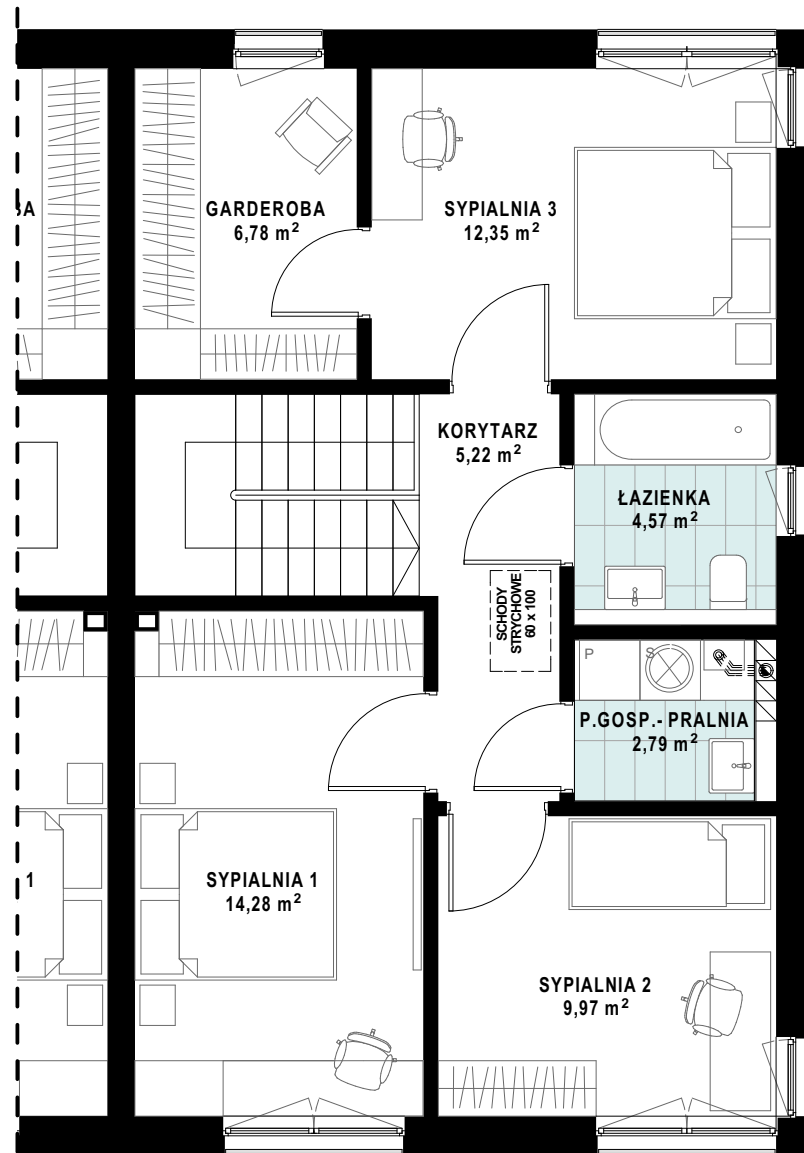 GARDEROBA
6,78 m²
SYPIALNIA 3
12,35 m²
KORYTARZ
5,22 m²
ŁAZIENKA
4,57 m²
SCHODY
STRYCHOWE
60 x 100
P
S
P.GOSP.- PRALNIA
2,79 m²
1
SYPIALNIA 1
14,28 m²
SYPIALNIA 2
9,97 m²